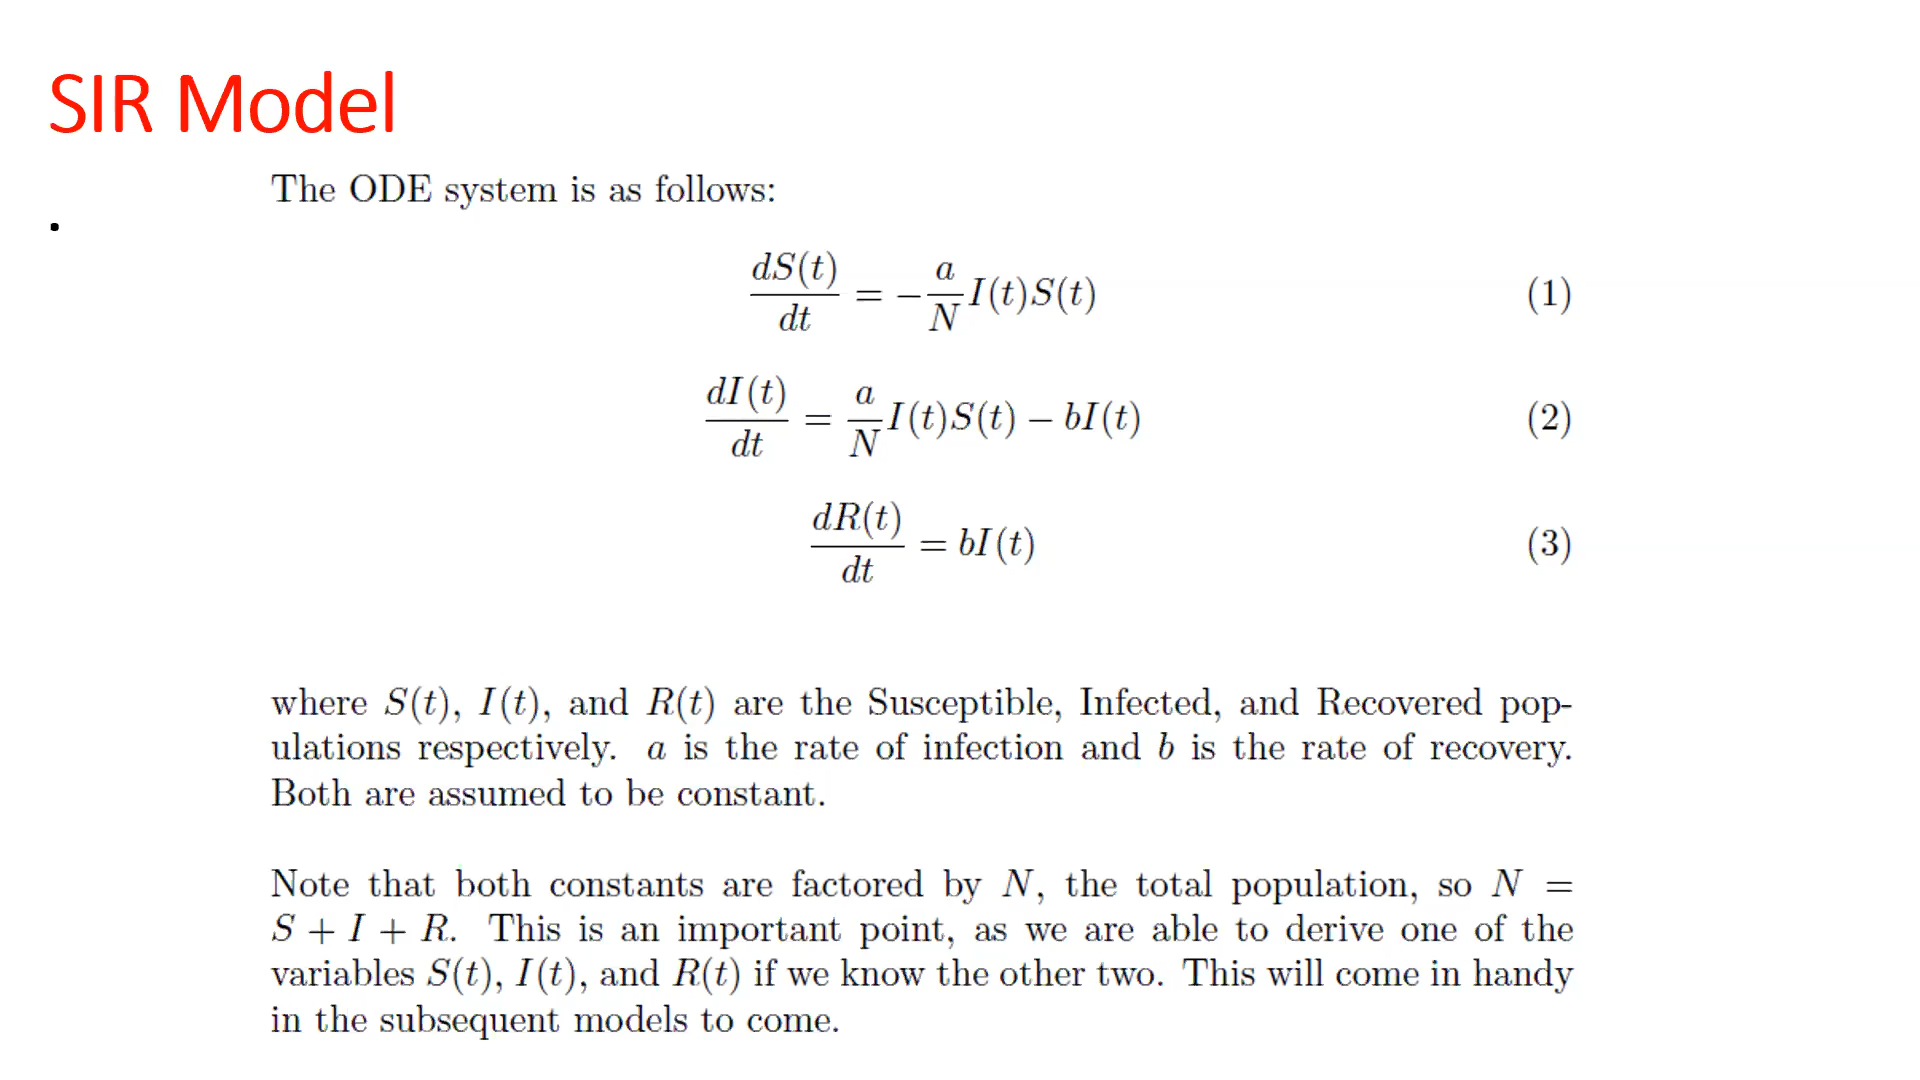 SIR Model
The ODE system is as follows:
•
dS(t)/dt = −a/N I(t)S(t) (1)
dI(t)/dt = a/N I(t)S(t) − bI(t) (2)
dR(t)/dt = bI(t) (3)
where S(t), I(t), and R(t) are the Susceptible, Infected, and Recovered pop-
ulations respectively. a is the rate of infection and b is the rate of recovery.
Both are assumed to be constant.
Note that both constants are factored by N, the total population, so N =
S + I + R. This is an important point, as we are able to derive one of the
variables S(t), I(t), and R(t) if we know the other two. This will come in handy
in the subsequent models to come.